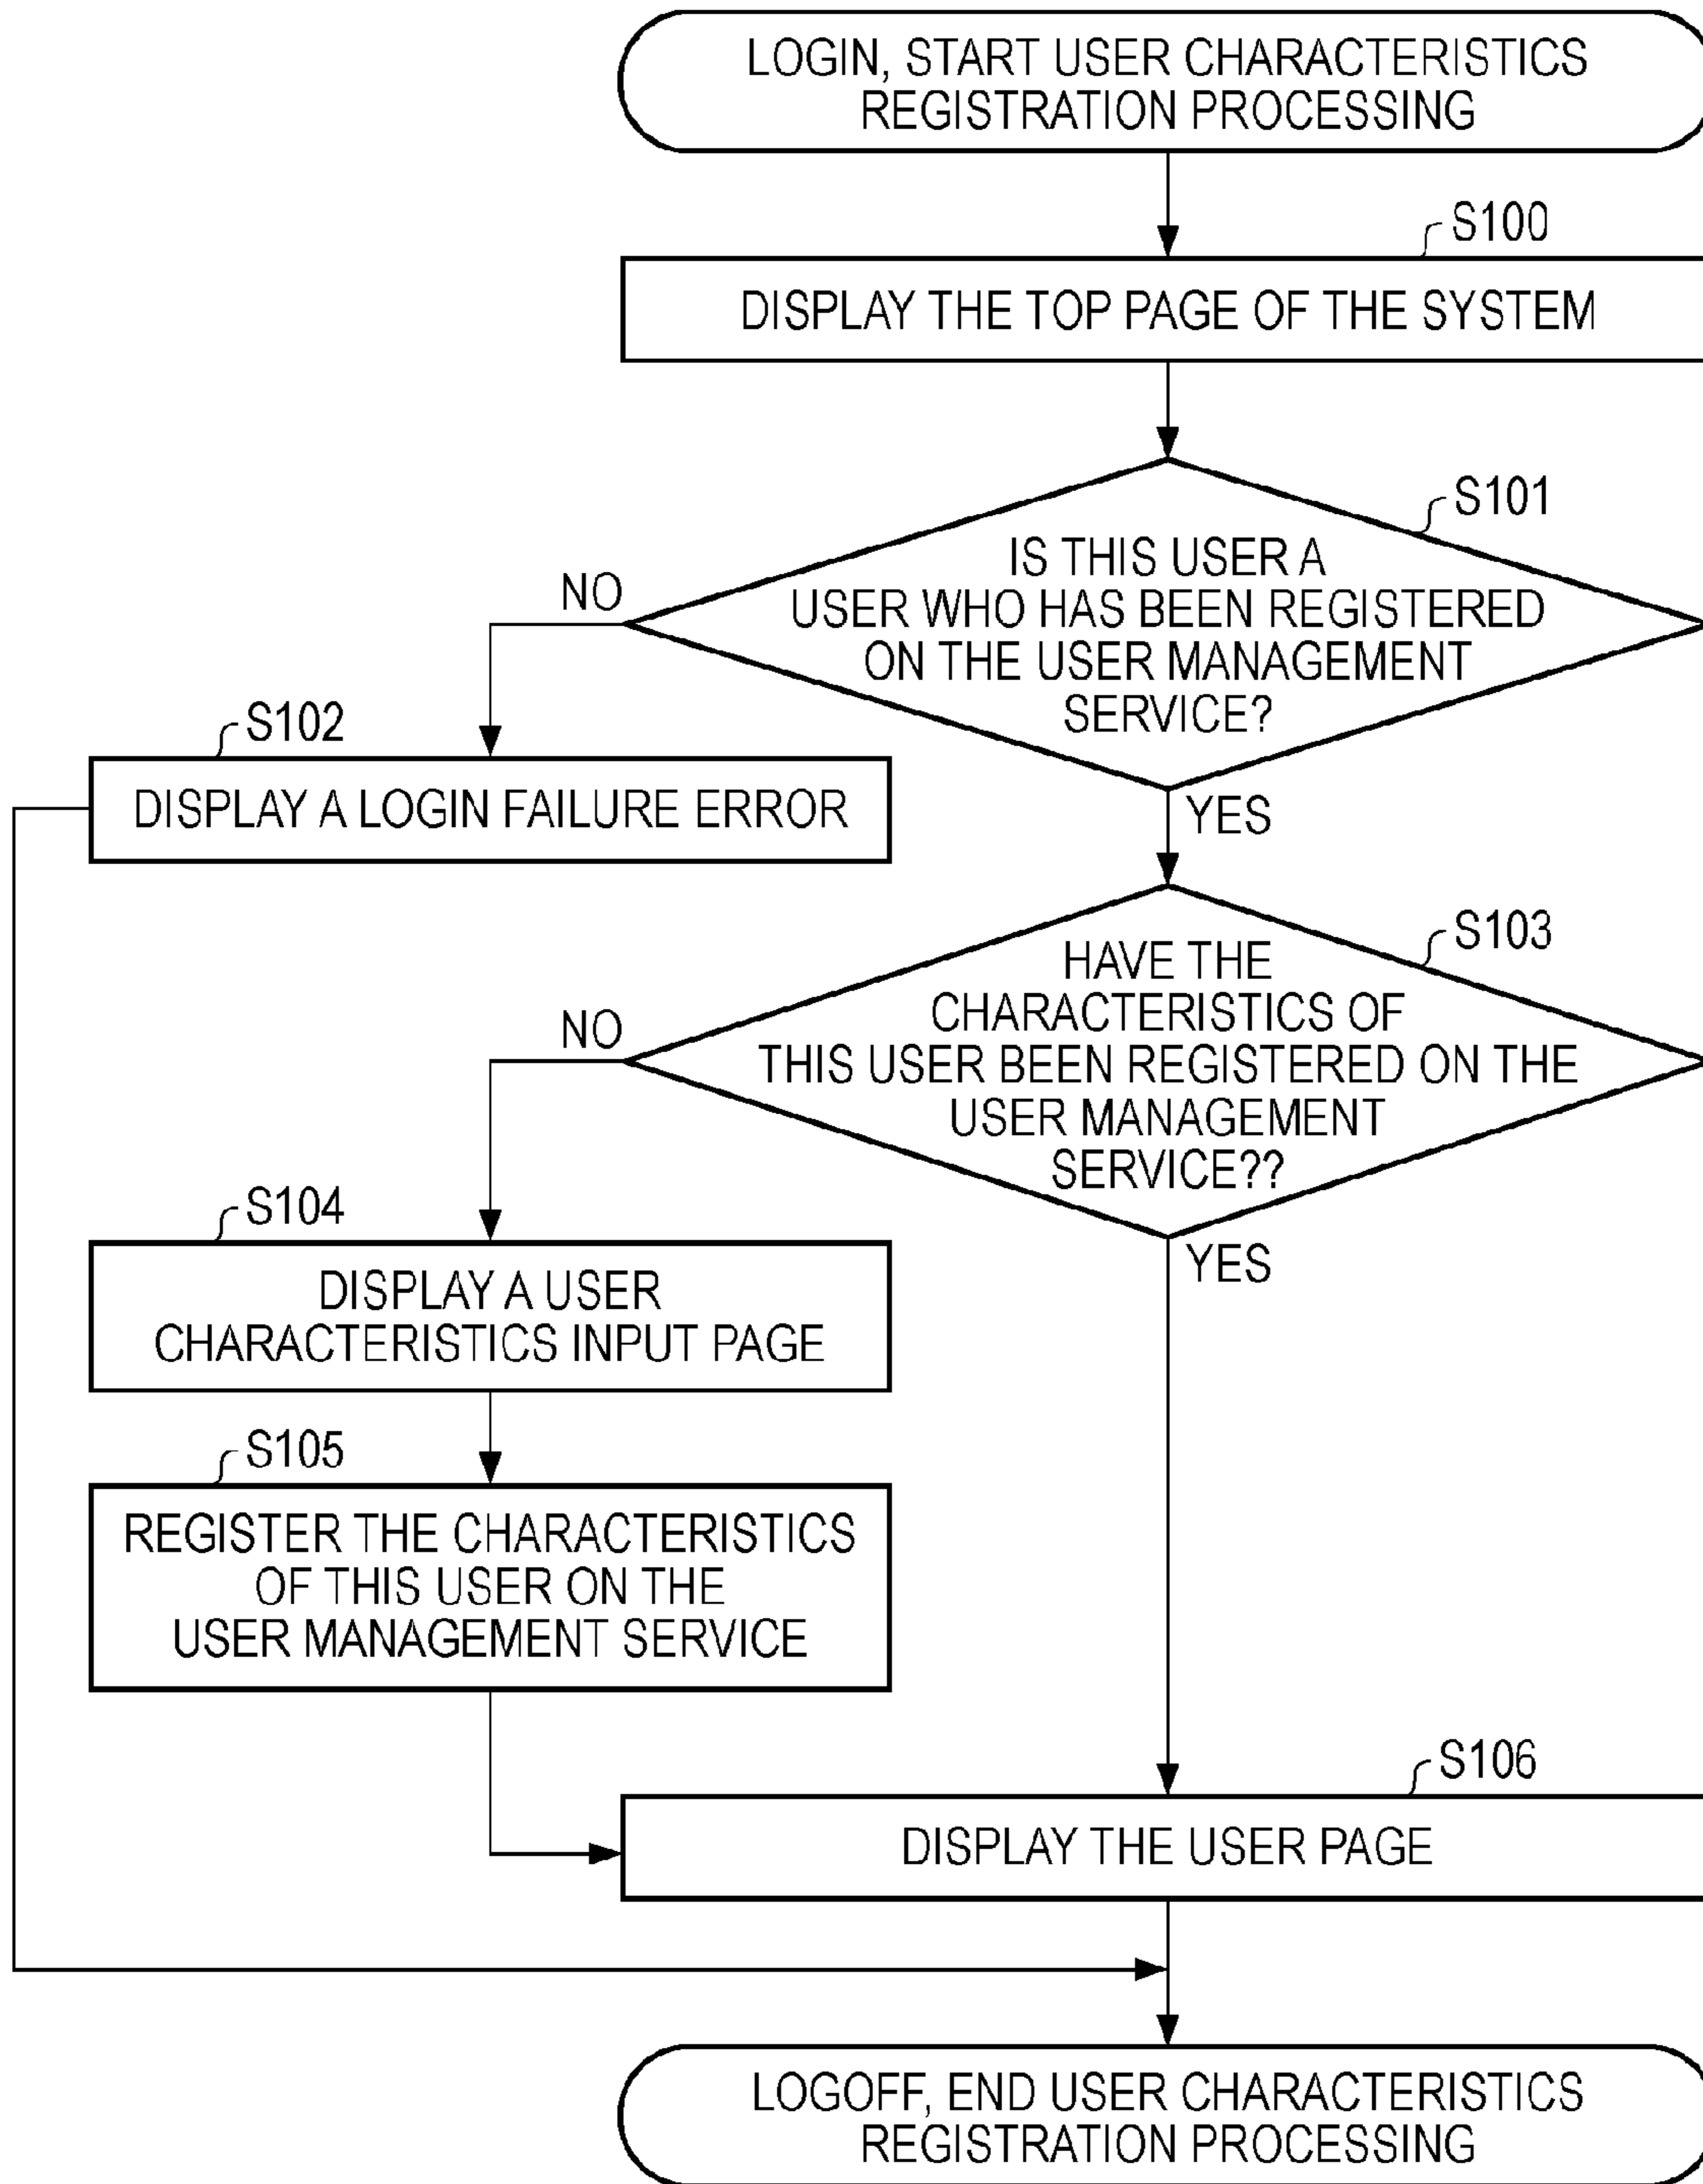 LOGIN, START USER CHARACTERISTICS
REGISTRATION PROCESSING
S100
DISPLAY THE TOP PAGE OF THE SYSTEM
S101
IS THIS USER A
USER WHO HAS BEEN REGISTERED
ON THE USER MANAGEMENT
SERVICE?
NO
S102
DISPLAY A LOGIN FAILURE ERROR
YES
S103
HAVE THE
CHARACTERISTICS OF
THIS USER BEEN REGISTERED ON THE
USER MANAGEMENT
SERVICE??
NO
YES
S104
DISPLAY A USER
CHARACTERISTICS INPUT PAGE
S105
REGISTER THE CHARACTERISTICS
OF THIS USER ON THE
USER MANAGEMENT SERVICE
S106
DISPLAY THE USER PAGE
LOGOFF, END USER CHARACTERISTICS
REGISTRATION PROCESSING